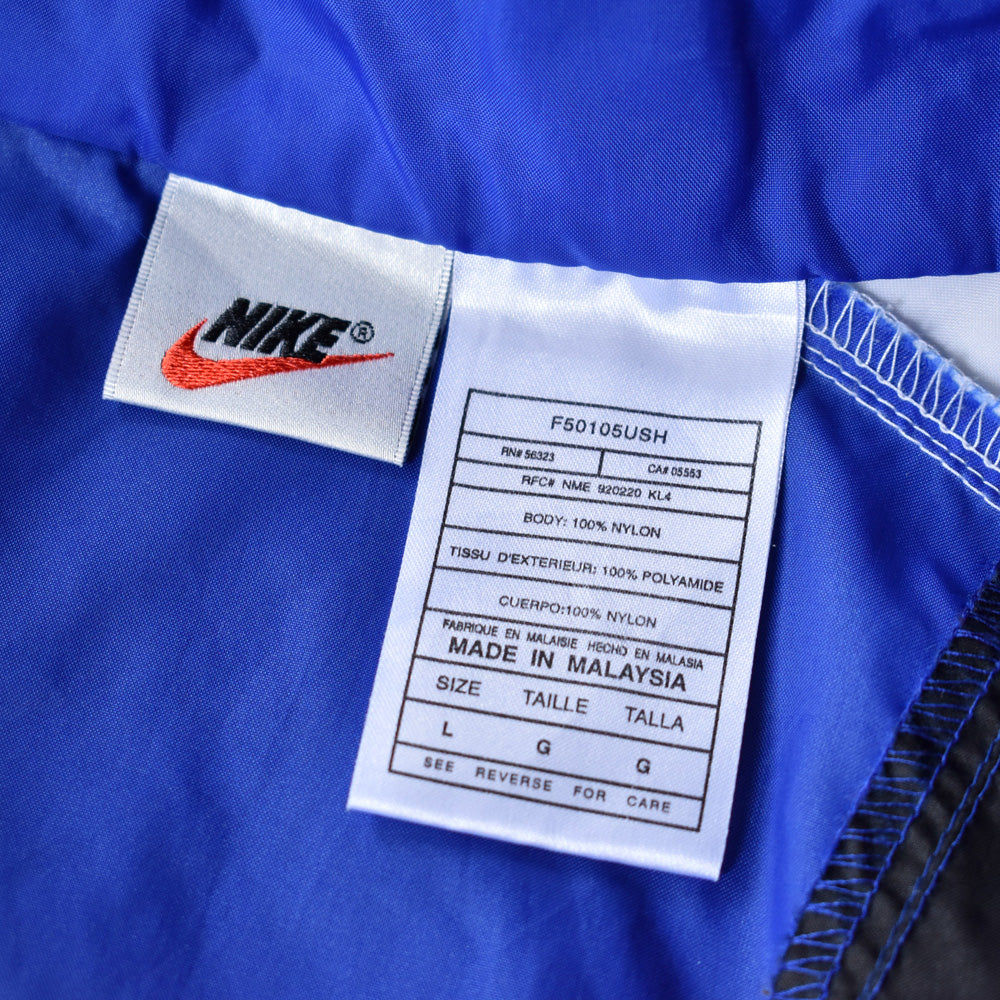 NIKE®
F50105USH
RN# 56323 CA# 05553
RFC# NME 920220 KL4
BODY: 100% NYLON
TISSU D'EXTERIEUR: 100% POLYAMIDE
CUERPO:100% NYLON
FABRIQUE EN MALAISIE HECHO EN MALASIA
MADE IN MALAYSIA
SIZE TAILLE TALLA
L G G
SEE REVERSE FOR CARE